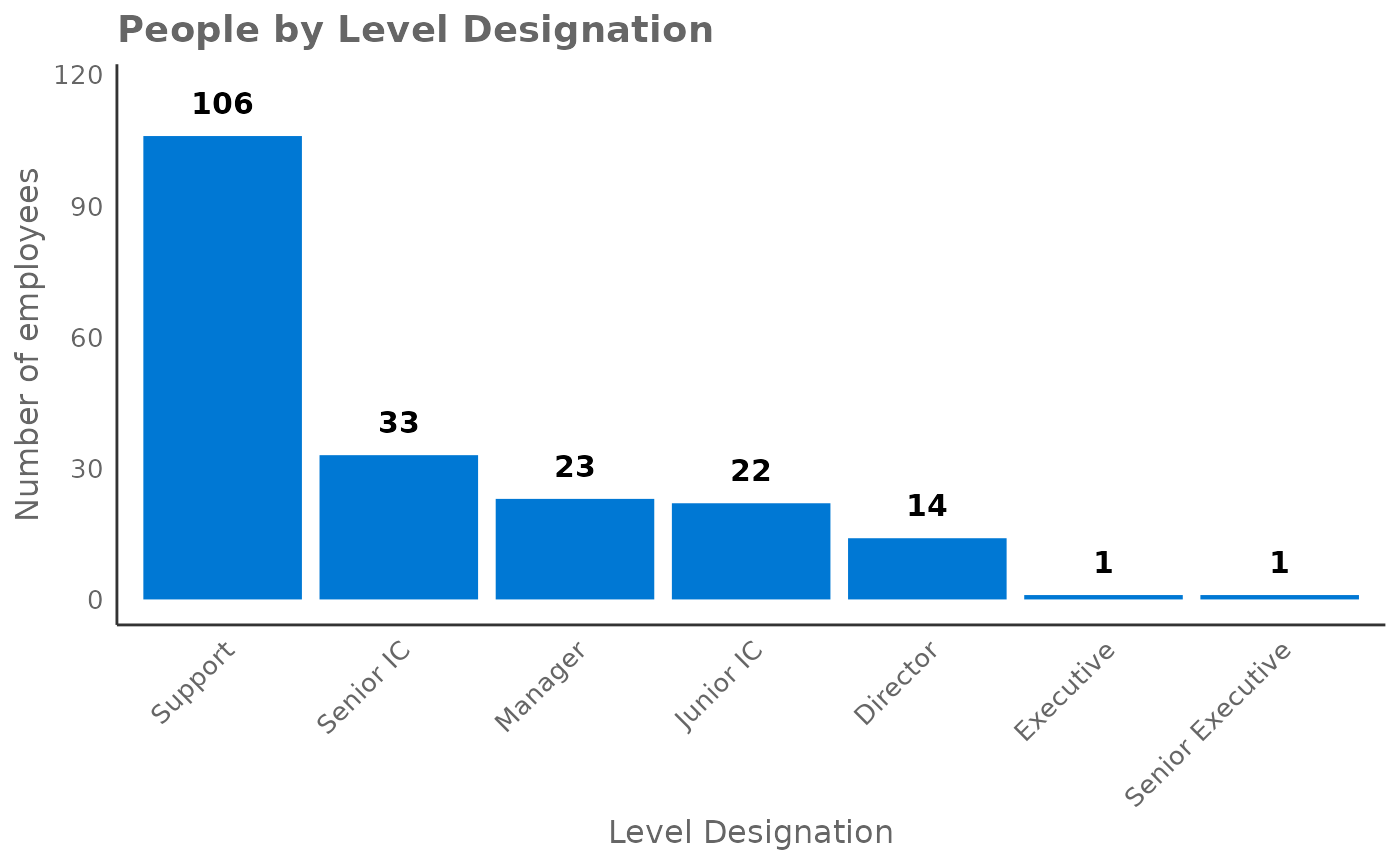 People by Level Designation
Number of employees
120
90
60
30
0
106
33
23
22
14
1
1
Support
Senior IC
Manager
Junior IC
Director
Executive
Senior Executive
Level Designation